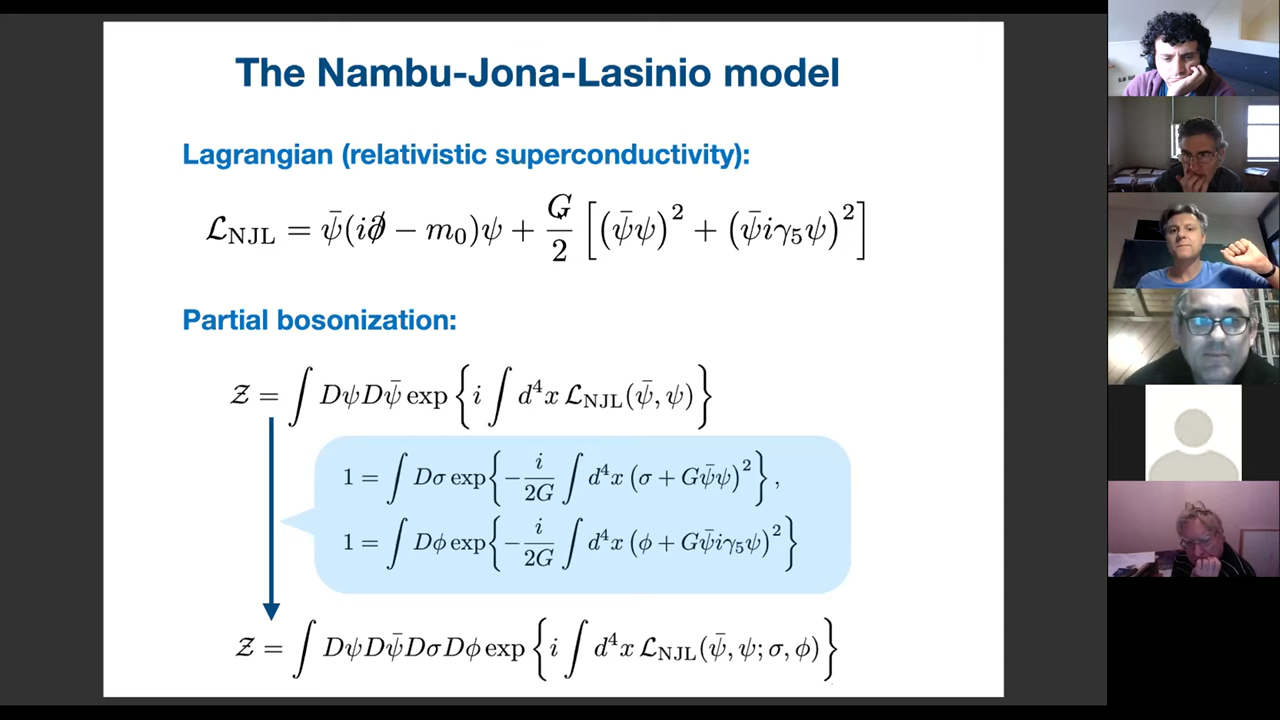 The Nambu-Jona-Lasinio model
Lagrangian (relativistic superconductivity):
ℒ_NJL = ψ̄(i∂̸ − m₀)ψ + G/2 [(ψ̄ψ)² + (ψ̄iγ₅ψ)²]
Partial bosonization:
𝒵 = ∫ DψDψ̄ exp {i ∫ d⁴x ℒ_NJL(ψ̄, ψ)}
1 = ∫ Dσ exp{−i/2G ∫ d⁴x (σ + Gψ̄ψ)²} ,
1 = ∫ Dϕ exp{−i/2G ∫ d⁴x (ϕ + Gψ̄iγ₅ψ)²}
𝒵 = ∫ DψDψ̄DσDϕ exp {i ∫ d⁴x ℒ_NJL(ψ̄, ψ; σ, ϕ)}